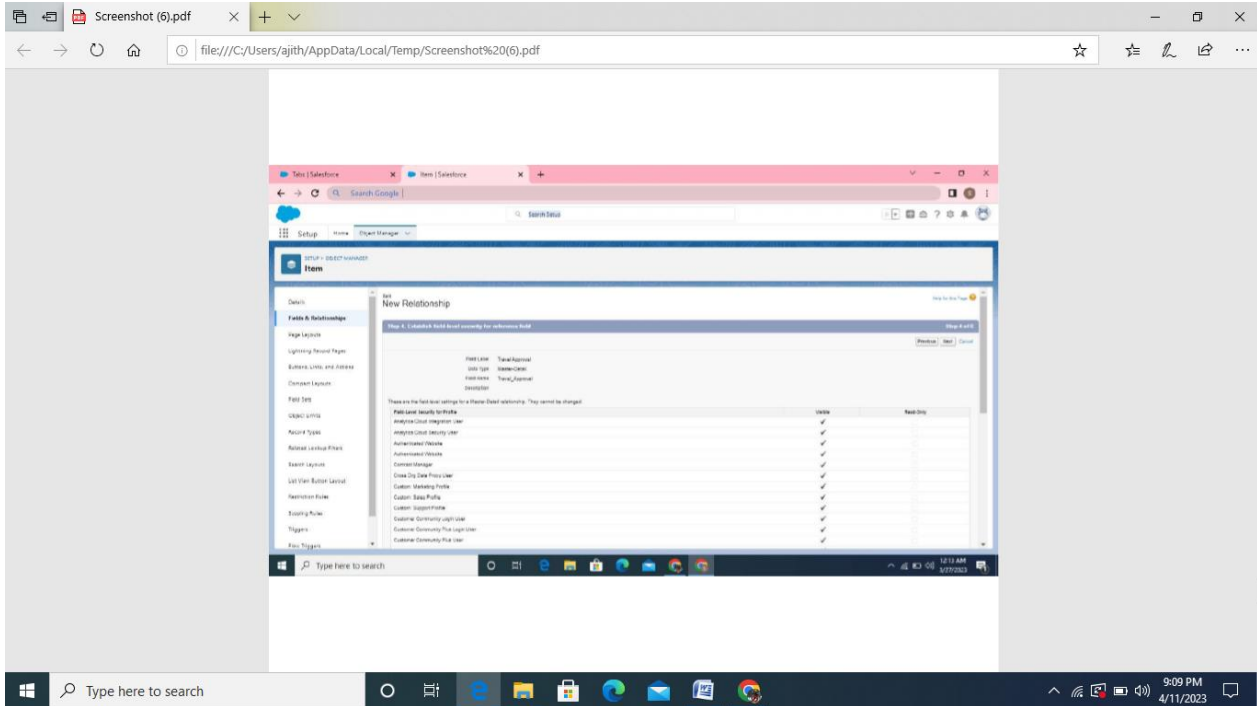 Screenshot (6).pdf
file:///C:/Users/ajith/AppData/Local/Temp/Screenshot%20(6).pdf
Tabs | Salesforce
Item | Salesforce
Search Google
Search Setup
Setup
Home
Object Manager
SETUP > OBJECT MANAGER
Item
Details
Fields & Relationships
Page Layouts
Lightning Record Pages
Buttons, Links, and Actions
Compact Layouts
Field Sets
Object Limits
Record Types
Related Lookup Filters
Search Layouts
List View Button Layout
Restriction Rules
Scoping Rules
Triggers
Flow Triggers
Item
New Relationship
Help for this Page
Step 4. Establish field-level security for reference field
Step 4 of 6
Previous Next Cancel
Field Label Travel Approval
Data Type Master-Detail
Field Name Travel_Approval
Description
These are the field-level settings for a Master-Detail relationship. They cannot be changed
Field-Level Security for Profile Visible Read-Only
Analytics Cloud Integration User
Analytics Cloud Security User
Authenticated Website
Authenticated Website
Contract Manager
Cross Org Data Proxy User
Custom: Marketing Profile
Custom: Sales Profile
Custom: Support Profile
Customer Community Login User
Customer Community Plus Login User
Customer Community Plus User
Type here to search
12:13 AM
3/27/2023
Type here to search
9:09 PM
4/11/2023